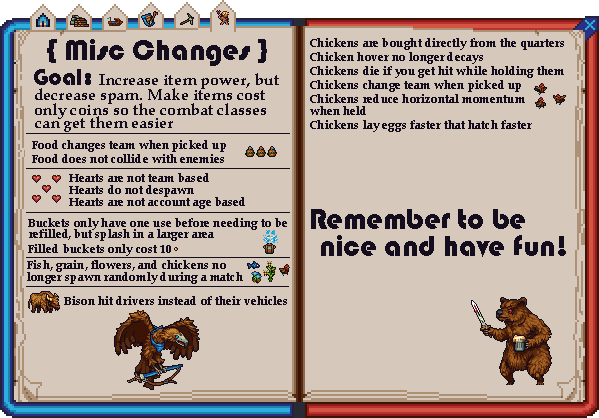 { Misc Changes }
Goal: Increase item power, but
decrease spam. Make items cost
only coins so the combat classes
can get them easier
Food changes team when picked up
Food does not collide with enemies
Hearts are not team based
Hearts do not despawn
Hearts are not account age based
Buckets only have one use before needing to be
refilled, but splash in a larger area
Filled buckets only cost 10
Fish, grain, flowers, and chickens no
longer spawn randomly during a match
Bison hit drivers instead of their vehicles
Chickens are bought directly from the quarters
Chicken hover no longer decays
Chickens die if you get hit while holding them
Chickens change team when picked up
Chickens reduce horizontal momentum
when held
Chickens lay eggs faster that hatch faster
Remember to be
nice and have fun!